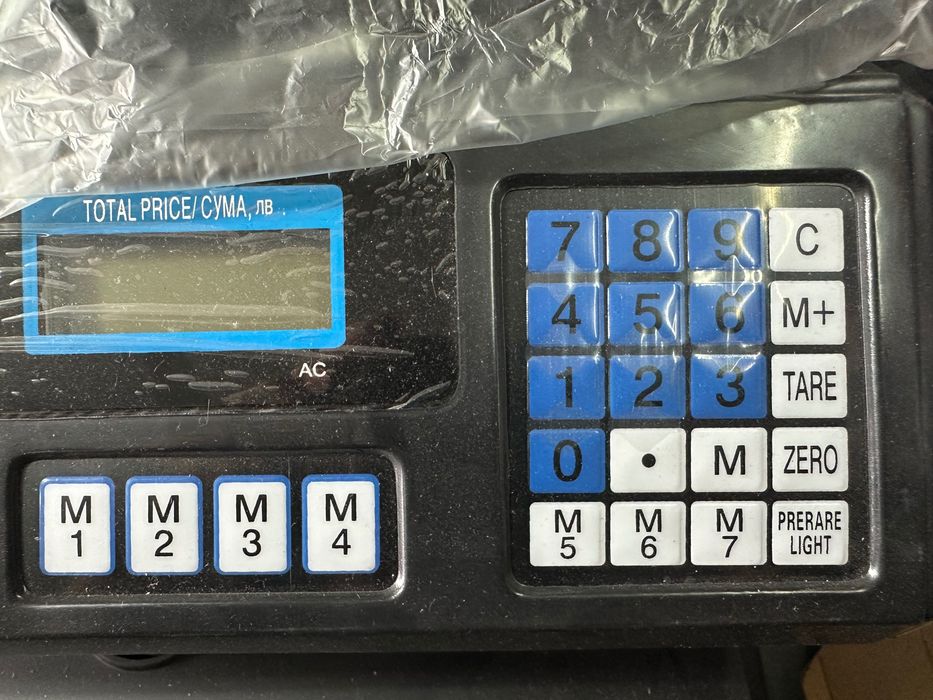 TOTAL PRICE/ СУМА, лв
AC
7 8 9 C
4 5 6 M+
1 2 3 TARE
0 • M ZERO
M M M PRERARE
5 6 7 LIGHT
M M M M
1 2 3 4